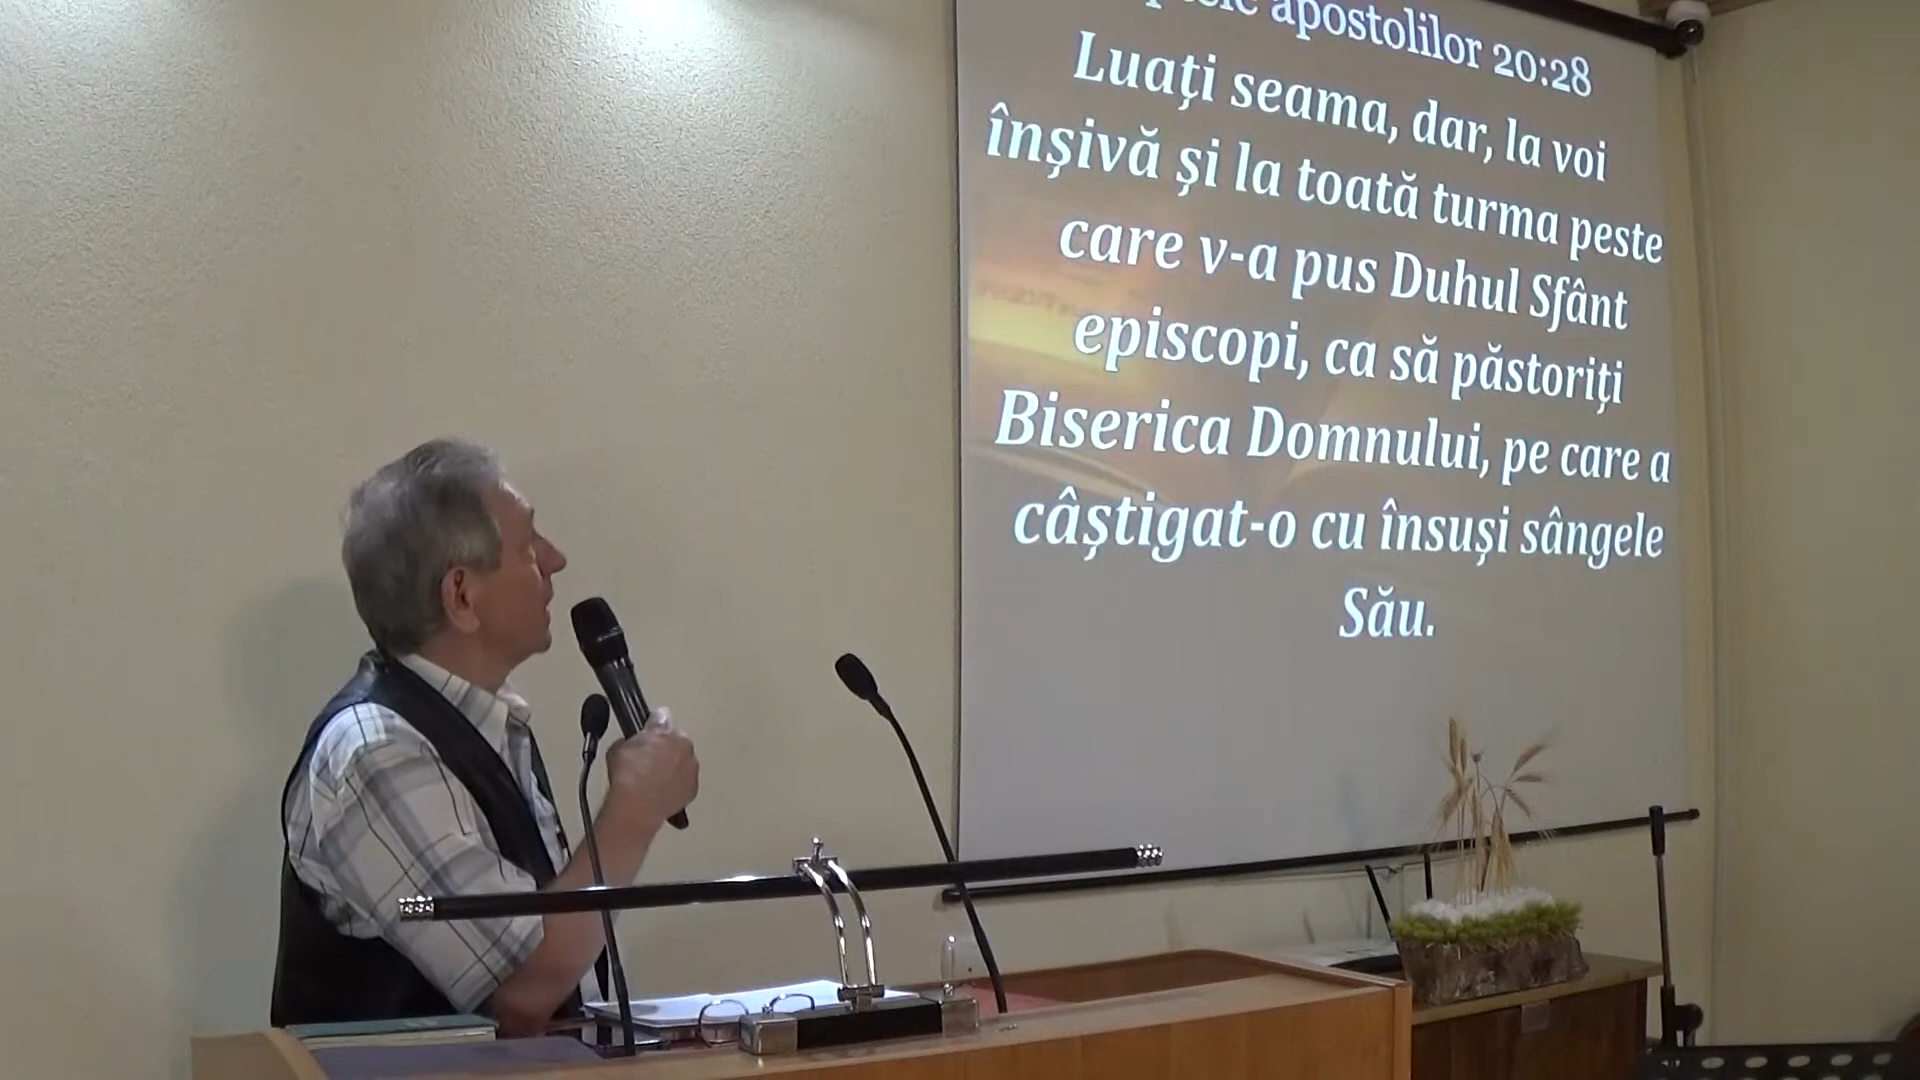 apostolilor 20:28
Luați seama, dar, la voi
înșivă și la toată turma peste
care v-a pus Duhul Sfânt
episcopi, ca să păstoriți
Biserica Domnului, pe care a
câștigat-o cu însuși sângele
Său.